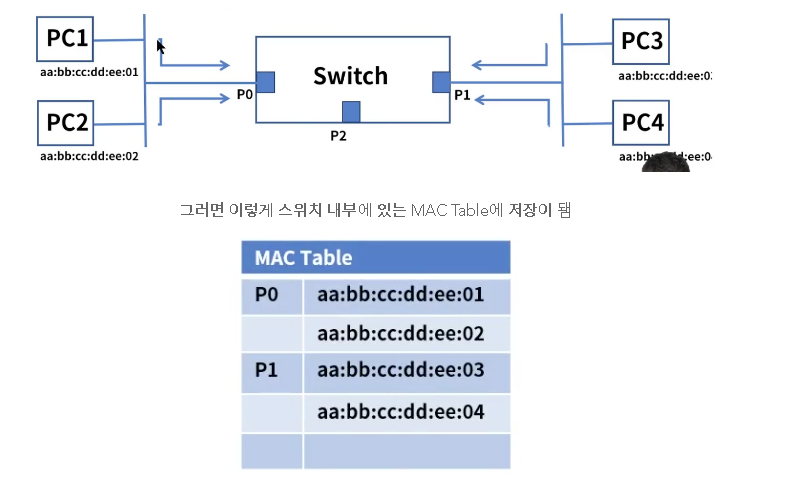 PC1
aa:bb:cc:dd:ee:01
PC2
aa:bb:cc:dd:ee:02
Switch
P0
P1
P2
PC3
aa:bb:cc:dd:ee:0
PC4
aa:bb:cc:dd:ee:0
그러면 이렇게 스위치 내부에 있는 MAC Table에 저장이 됌
MAC Table
P0 aa:bb:cc:dd:ee:01
aa:bb:cc:dd:ee:02
P1 aa:bb:cc:dd:ee:03
aa:bb:cc:dd:ee:04